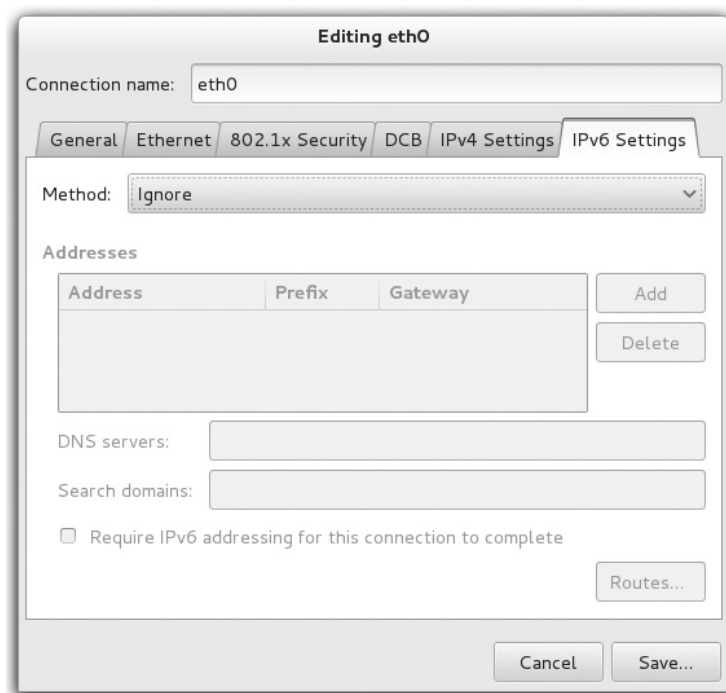 Editing eth0
Connection name: eth0
General Ethernet 802.1x Security DCB IPv4 Settings IPv6 Settings
Method: Ignore
Addresses
Address Prefix Gateway
Add
Delete
DNS servers:
Search domains:
Require IPv6 addressing for this connection to complete
Routes...
Cancel Save...